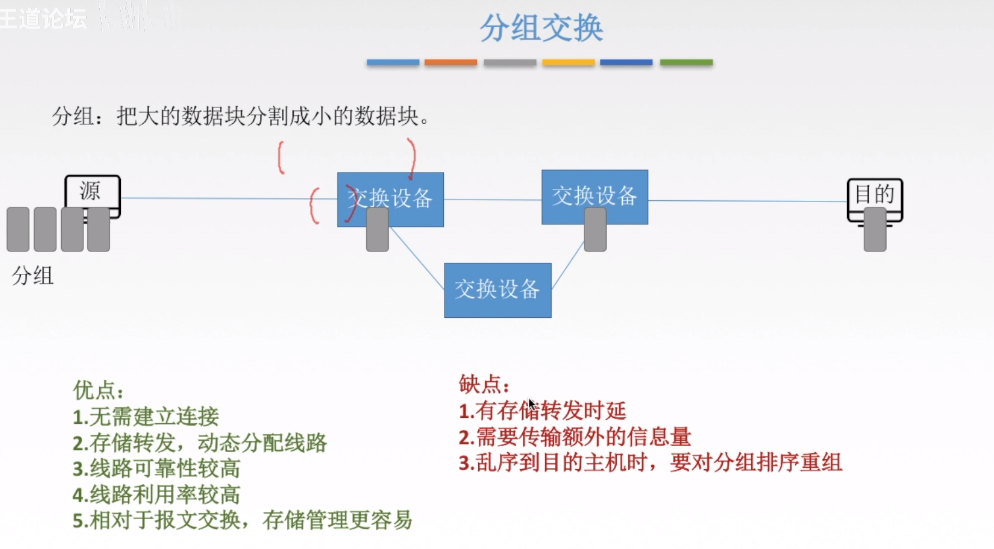 王道论坛
分组交换
分组：把大的数据块分割成小的数据块。
源
交换设备
交换设备
目的
分组
交换设备
优点：
1.无需建立连接
2.存储转发，动态分配线路
3.线路可靠性较高
4.线路利用率较高
5.相对于报文交换，存储管理更容易
缺点：
1.有存储转发时延
2.需要传输额外的信息量
3.乱序到目的主机时，要对分组排序重组